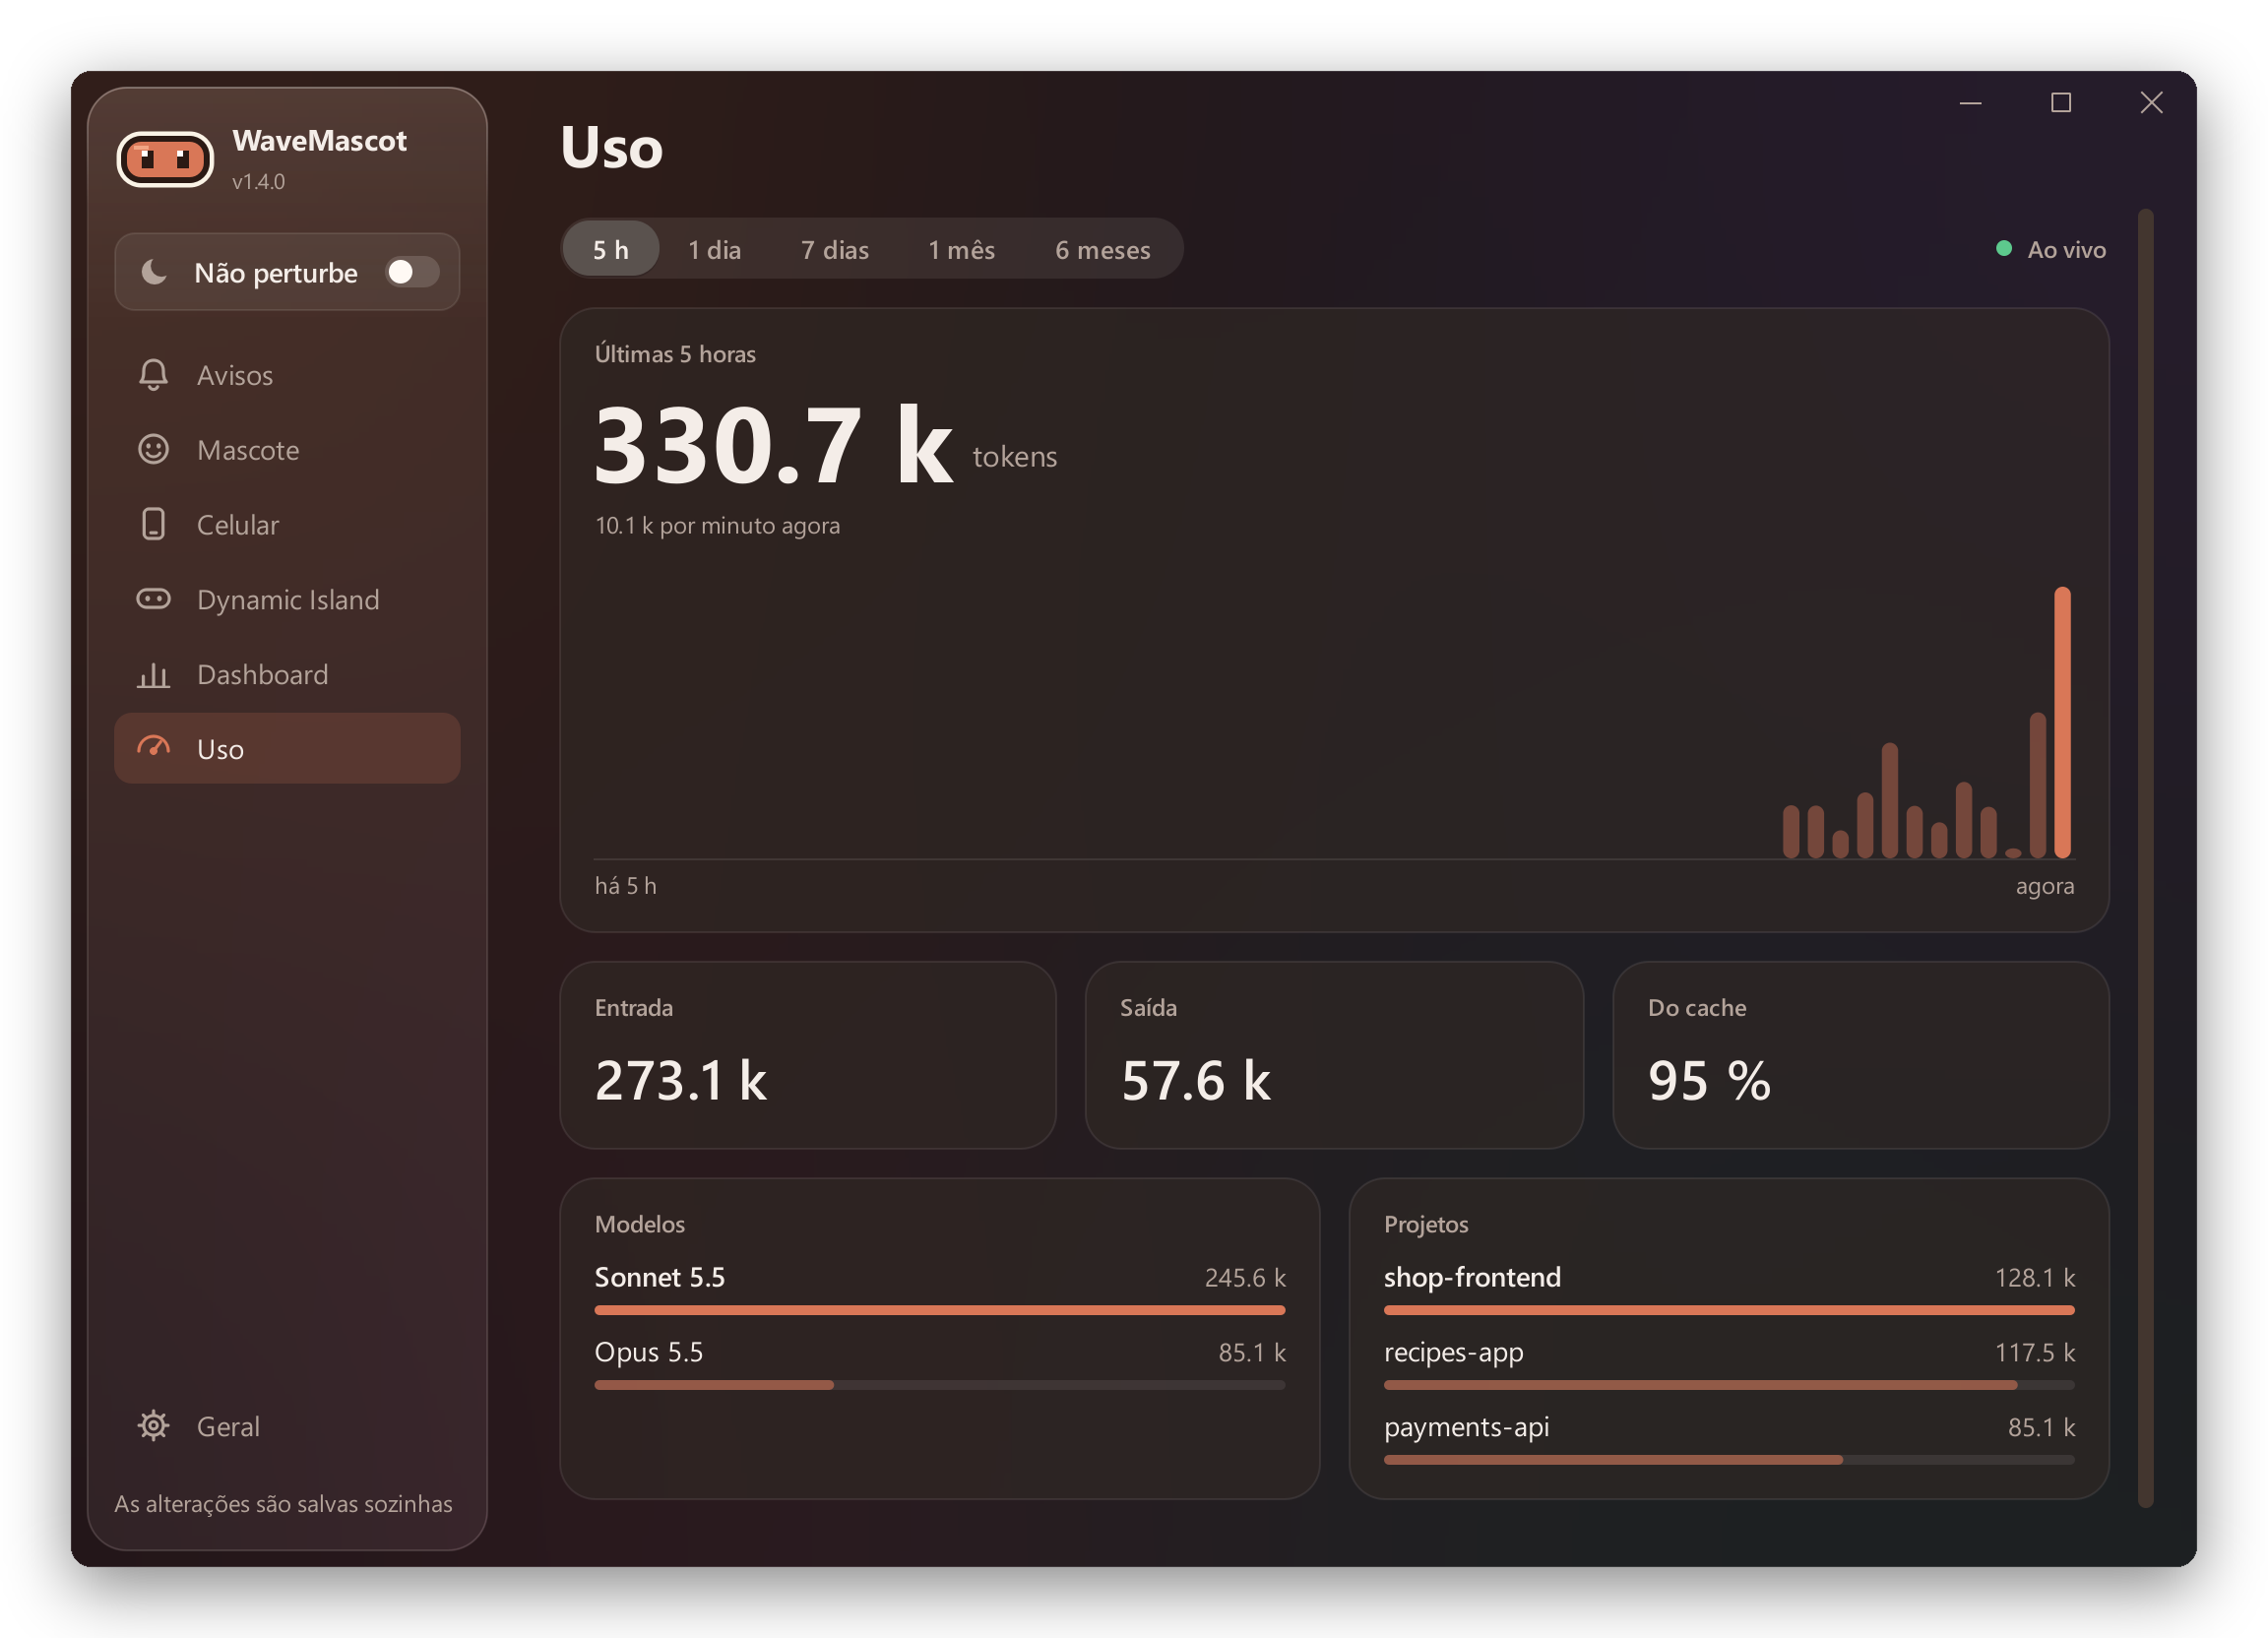 WaveMascot
v1.4.0
Não perturbe
Avisos
Mascote
Celular
Dynamic Island
Dashboard
Uso
Geral
As alterações são salvas sozinhas
Uso
5 h
1 dia
7 dias
1 mês
6 meses
Ao vivo
Últimas 5 horas
330.7 k tokens
10.1 k por minuto agora
há 5 h
agora
Entrada
273.1 k
Saída
57.6 k
Do cache
95 %
Modelos
Sonnet 5.5 245.6 k
Opus 5.5 85.1 k
Projetos
shop-frontend 128.1 k
recipes-app 117.5 k
payments-api 85.1 k